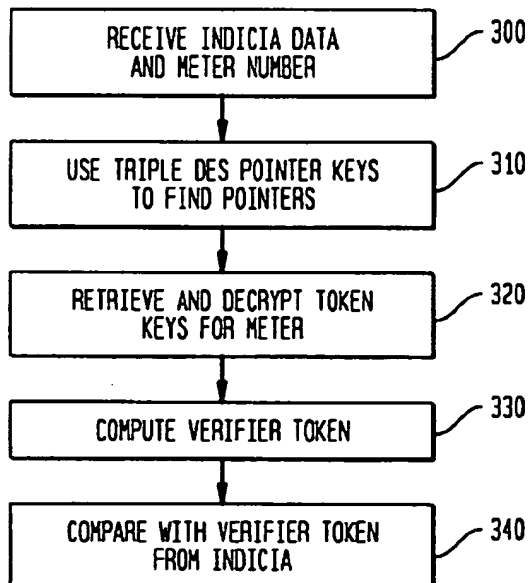 RECEIVE INDICIA DATA
AND METER NUMBER
300
USE TRIPLE DES POINTER KEYS
TO FIND POINTERS
310
RETRIEVE AND DECRYPT TOKEN
KEYS FOR METER
320
COMPUTE VERIFIER TOKEN
330
COMPARE WITH VERIFIER TOKEN
FROM INDICIA
340